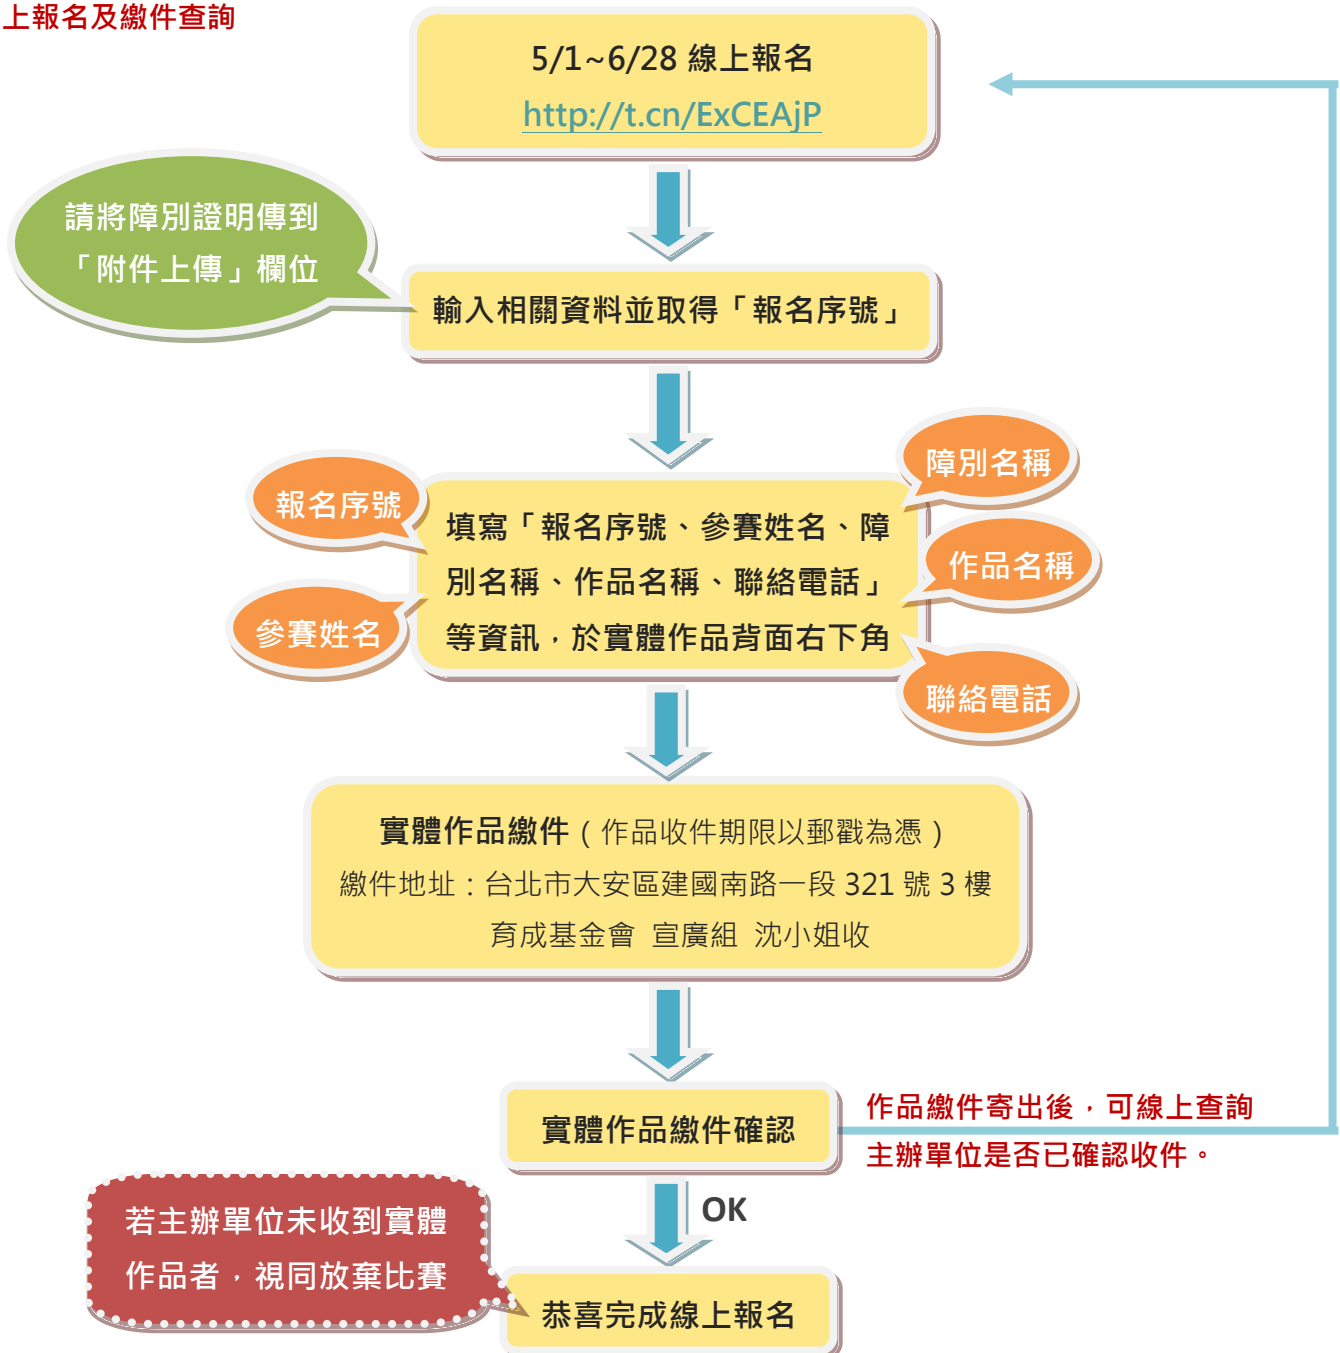 上報名及繳件查詢
5/1~6/28 線上報名
http://t.cn/ExCEAjP
請將障別證明傳到
「附件上傳」欄位
輸入相關資料並取得「報名序號」
障別名稱
報名序號
填寫「報名序號、參賽姓名、障
別名稱、作品名稱、聯絡電話」
等資訊，於實體作品背面右下角
作品名稱
參賽姓名
聯絡電話
實體作品繳件（作品收件期限以郵戳為憑）
繳件地址：台北市大安區建國南路一段 321 號 3 樓
育成基金會 宣廣組 沈小姐收
實體作品繳件確認
作品繳件寄出後，可線上查詢
主辦單位是否已確認收件。
OK
若主辦單位未收到實體
作品者，視同放棄比賽
恭喜完成線上報名